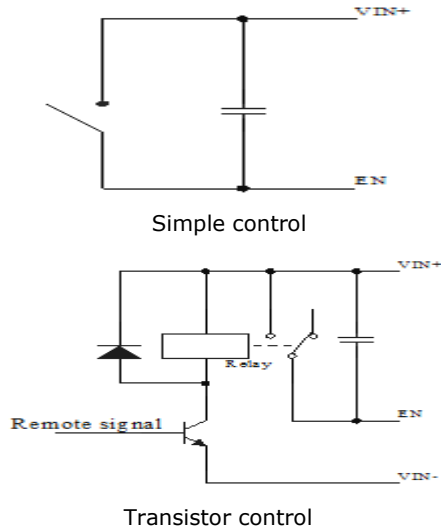 VIN+
EN
Simple control
VIN+
Relay
EN
Remote signal
VIN-
Transistor control